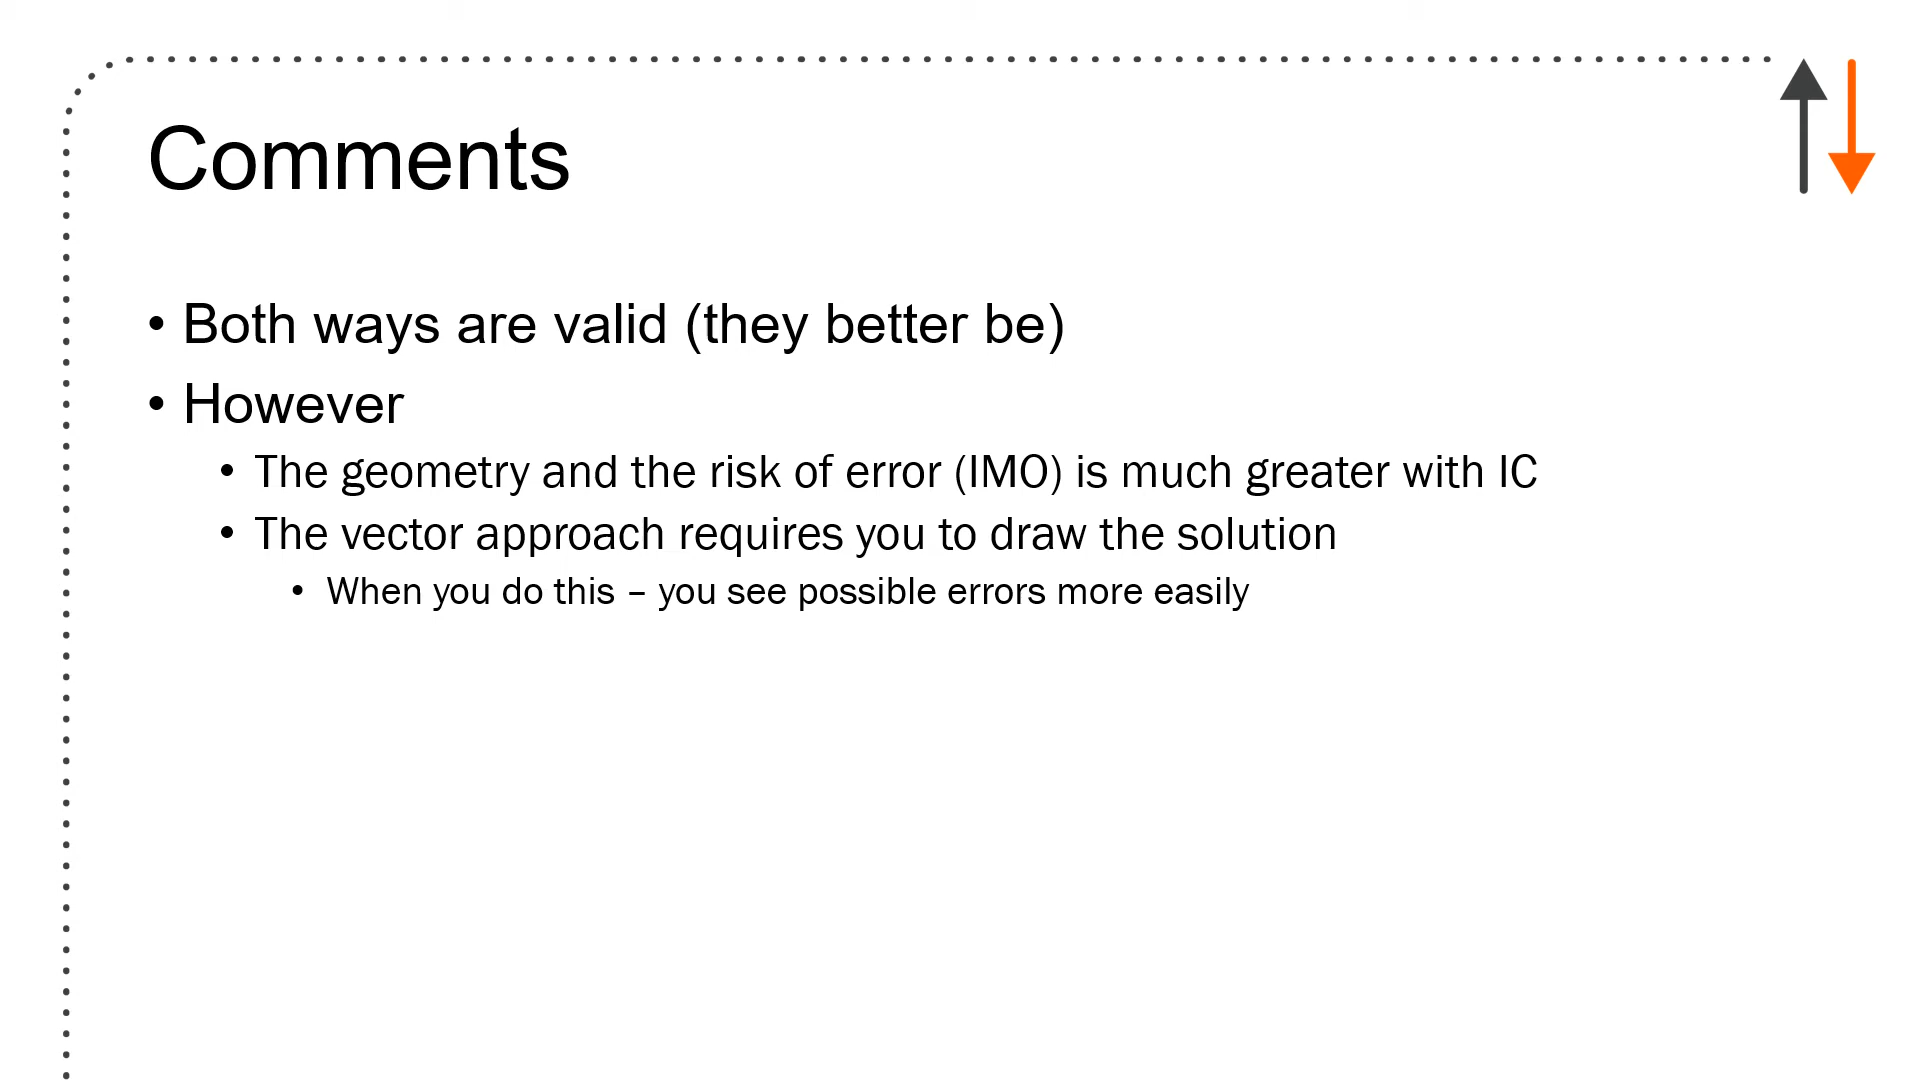 Comments
• Both ways are valid (they better be)
• However
• The geometry and the risk of error (IMO) is much greater with IC
• The vector approach requires you to draw the solution
• When you do this – you see possible errors more easily